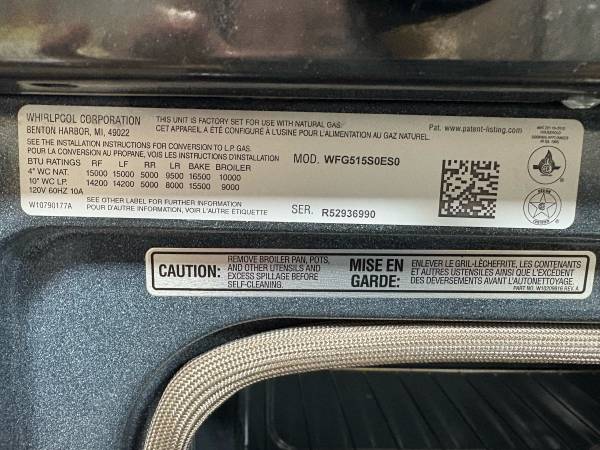 WHIRLPOOL CORPORATION
BENTON HARBOR, MI, 49022
THIS UNIT IS FACTORY SET FOR USE WITH NATURAL GAS.
CET APPAREIL A ÉTÉ CONFIGURÉ À L'USINE POUR L'ALIMENTATION AU GAZ NATUREL.
Pat. www.patent-listing.com
SEE THE INSTALLATION INSTRUCTIONS FOR CONVERSION TO L.P. GAS.
POUR LA CONVERSION AU PROPANE, VOIR LES INSTRUCTIONS D'INSTALLATION.
MOD. WFG515S0ES0
BTU RATINGS RF LF RR LR BAKE BROILER
4" WC NAT. 15000 15000 5000 9500 16500 10000
10" WC LP. 14200 14200 5000 8000 15500 9000
120V 60HZ 10A
W10790177A
SEE OTHER LABEL FOR FURTHER INFORMATION
POUR D'AUTRE INFORMATION, VOIR L'AUTRE ÉTIQUETTE
SER. R52936990
CAUTION:
REMOVE BROILER PAN, POTS,
AND OTHER UTENSILS AND
EXCESS SPILLAGE BEFORE
SELF-CLEANING.
MISE EN
GARDE:
ENLEVER LE GRIL-LÈCHEFRITE, LES CONTENANTS
ET AUTRES USTENSILES AINSI QUE L'EXCÉDENT
DES DÉVERSEMENTS AVANT L'AUTONETTOYAGE.
PART NO. W10209816 REV. A